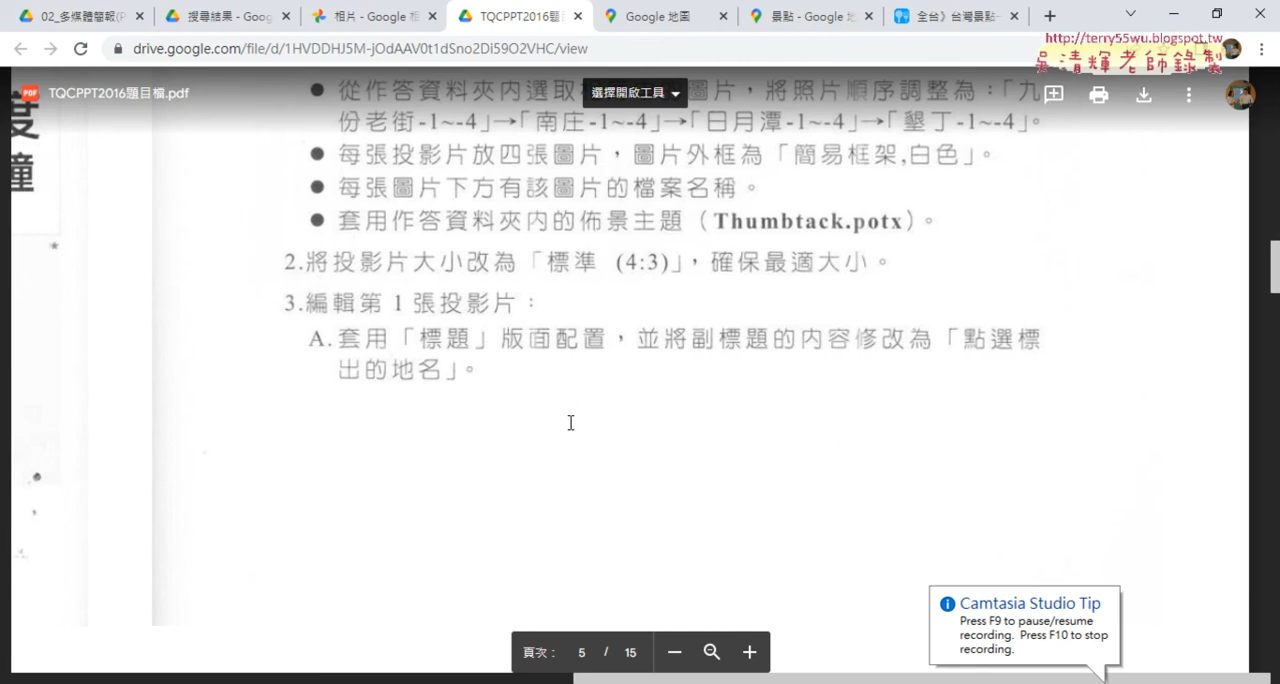 02_多媒體簡報(P
搜尋結果 - Goog
相片 - Google 相
TQCPPT2016題
Google 地圖
景點 - Google 地
全台》台灣景點-
drive.google.com/file/d/1HVDDHJ5M-jOdAAV0t1dSno2Di59O2VHC/view
http://terry55wu.blogspot.tw
吳清輝老師錄製
PDF TQCPPT2016題目檔.pdf
選擇開啟工具
● 從作答資料夾內選取 圖片，將照片順序調整為：「九
份老街-1~-4」→「南庄-1~-4」→「日月潭-1~-4」→「墾丁-1~-4」。
● 每張投影片放四張圖片，圖片外框為「簡易框架,白色」。
● 每張圖片下方有該圖片的檔案名稱。
● 套用作答資料夾內的佈景主題（Thumbtack.potx）。
2.將投影片大小改為「標準 (4:3)」，確保最適大小。
3.編輯第 1 張投影片：
A.套用「標題」版面配置，並將副標題的內容修改為「點選標
出的地名」。
Camtasia Studio Tip
Press F9 to pause/resume
recording. Press F10 to stop
recording.
頁次： 5 / 15